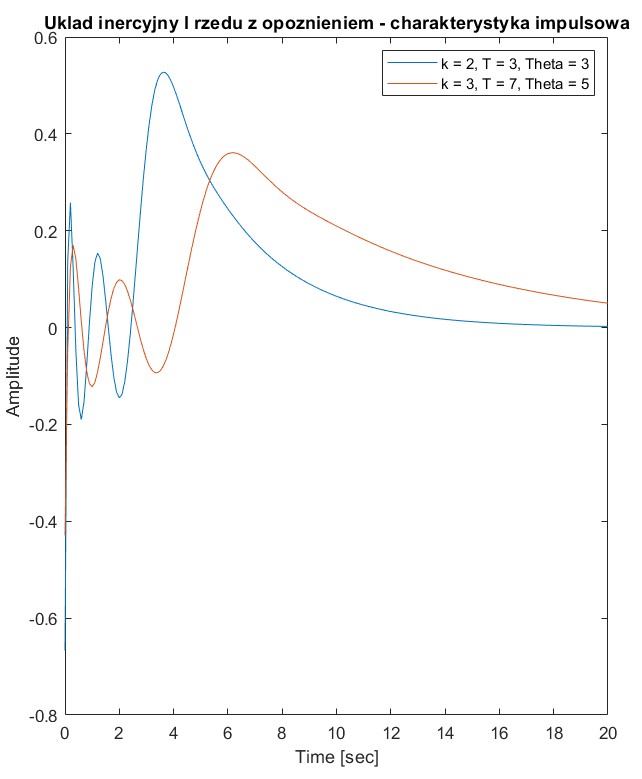 Uklad inercyjny I rzedu z opoznieniem - charakterystyka impulsowa
k = 2, T = 3, Theta = 3
k = 3, T = 7, Theta = 5
0.6
0.4
0.2
0
-0.2
-0.4
-0.6
-0.8
Amplitude
0 2 4 6 8 10 12 14 16 18 20
Time [sec]